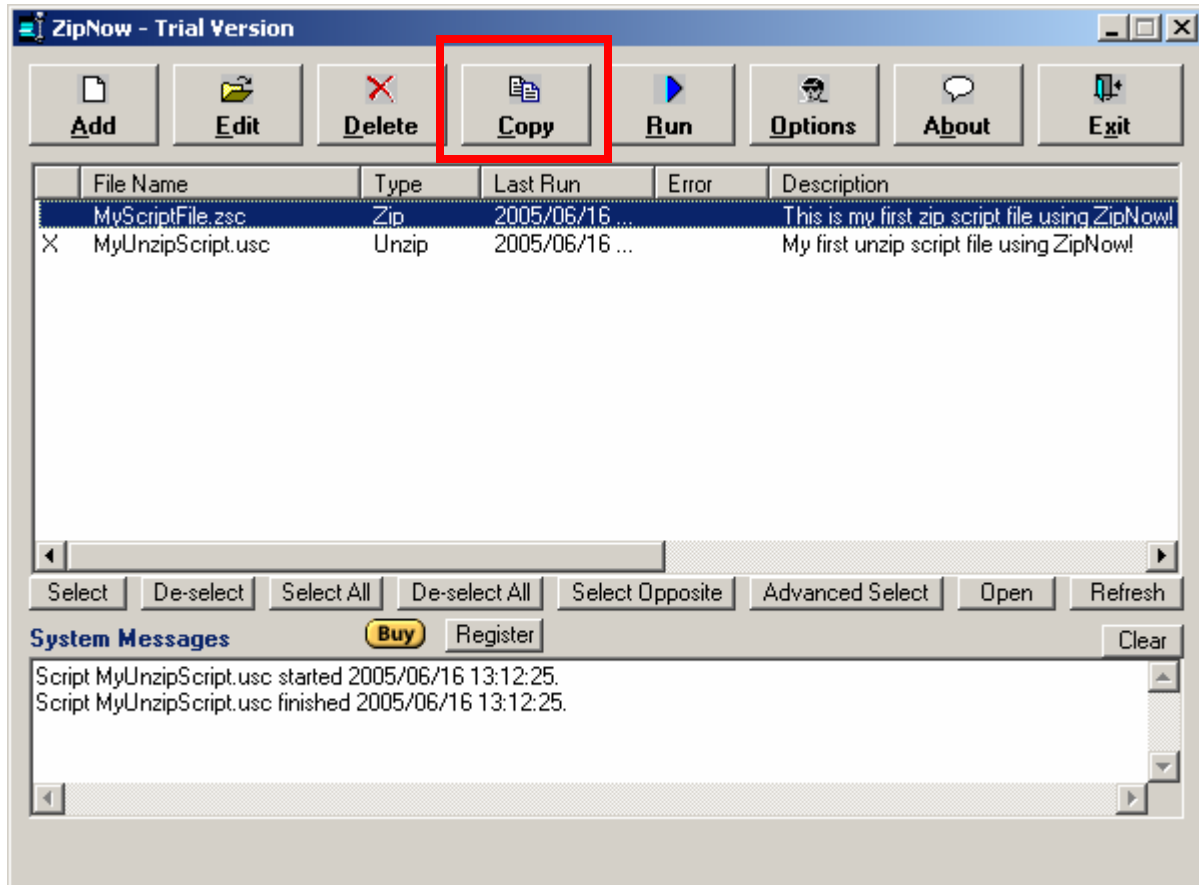 ZipNow - Trial Version
Add Edit Delete Copy Run Options About Exit
File Name Type Last Run Error Description
MyScriptFile.zsc Zip 2005/06/16 ... This is my first zip script file using ZipNow!
X MyUnzipScript.usc Unzip 2005/06/16 ... My first unzip script file using ZipNow!
Select De-select Select All De-select All Select Opposite Advanced Select Open Refresh
System Messages Buy Register Clear
Script MyUnzipScript.usc started 2005/06/16 13:12:25.
Script MyUnzipScript.usc finished 2005/06/16 13:12:25.